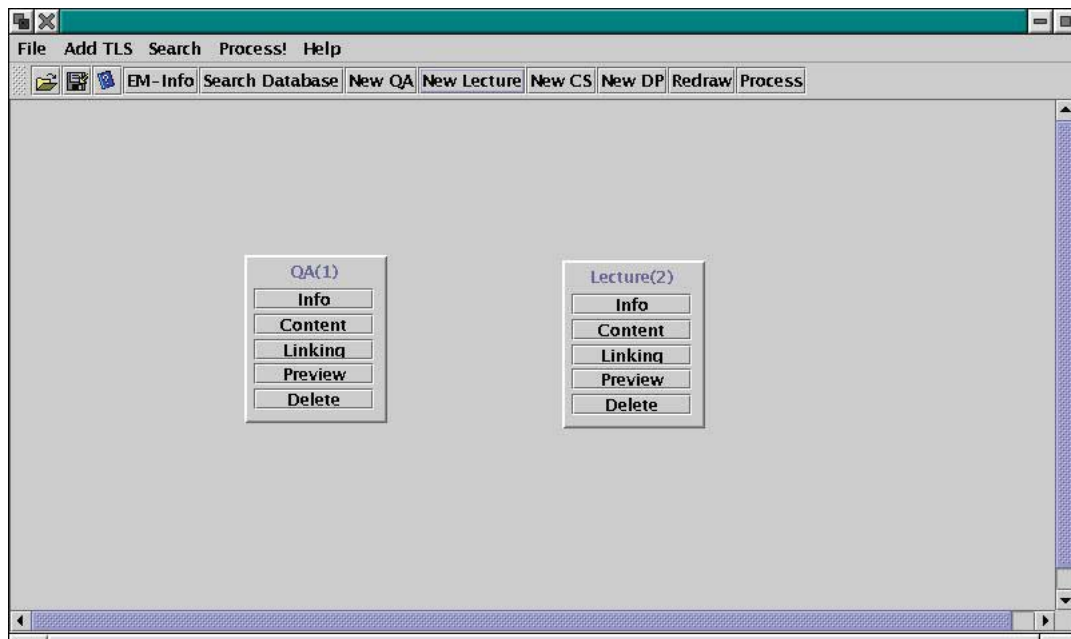 File Add TLS Search Process! Help
EM-Info Search Database New QA New Lecture New CS New DP Redraw Process
QA(1)
Info
Content
Linking
Preview
Delete
Lecture(2)
Info
Content
Linking
Preview
Delete